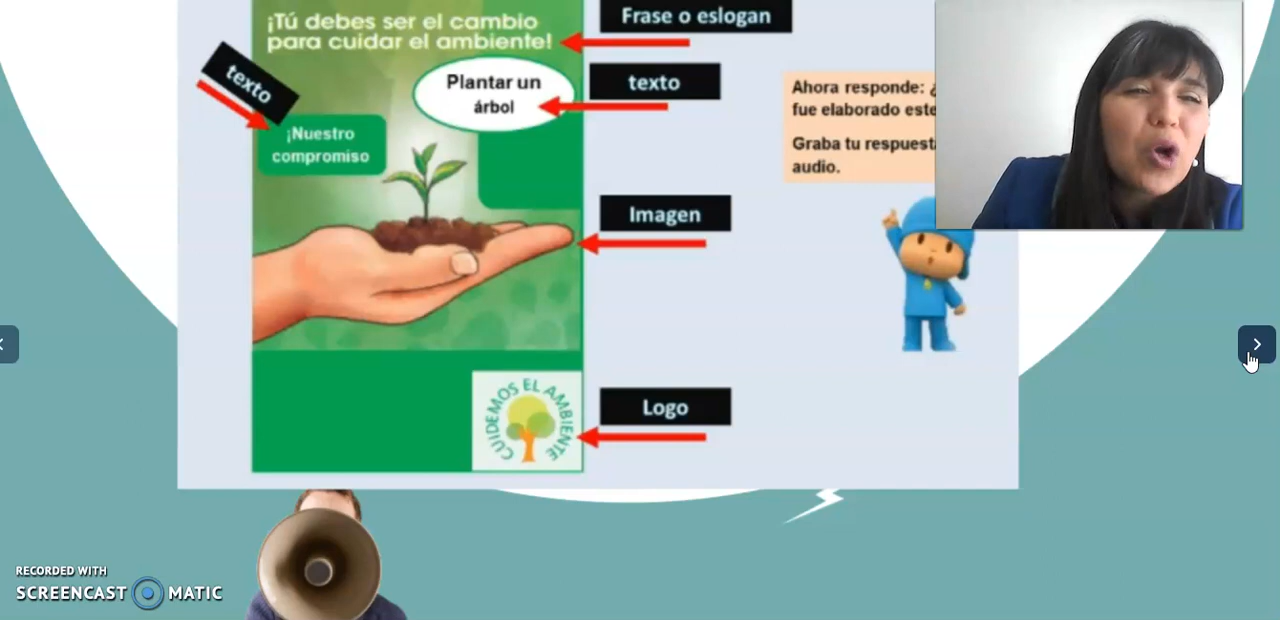 ¡Tú debes ser el cambio
para cuidar el ambiente!
Frase o eslogan
texto
Plantar un
árbol
texto
¡Nuestro
compromiso
Imagen
CUIDEMOS EL AMBIENTE
Logo
Ahora responde: ¿
fue elaborado este
Graba tu respuest
audio.
RECORDED WITH
SCREENCAST MATIC